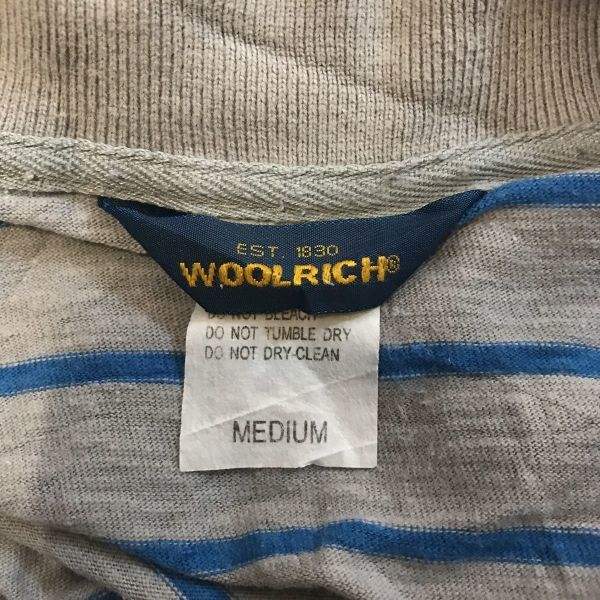 EST. 1830
WOOLRICH®
DO NOT BLEACH
DO NOT TUMBLE DRY
DO NOT DRY-CLEAN
MEDIUM